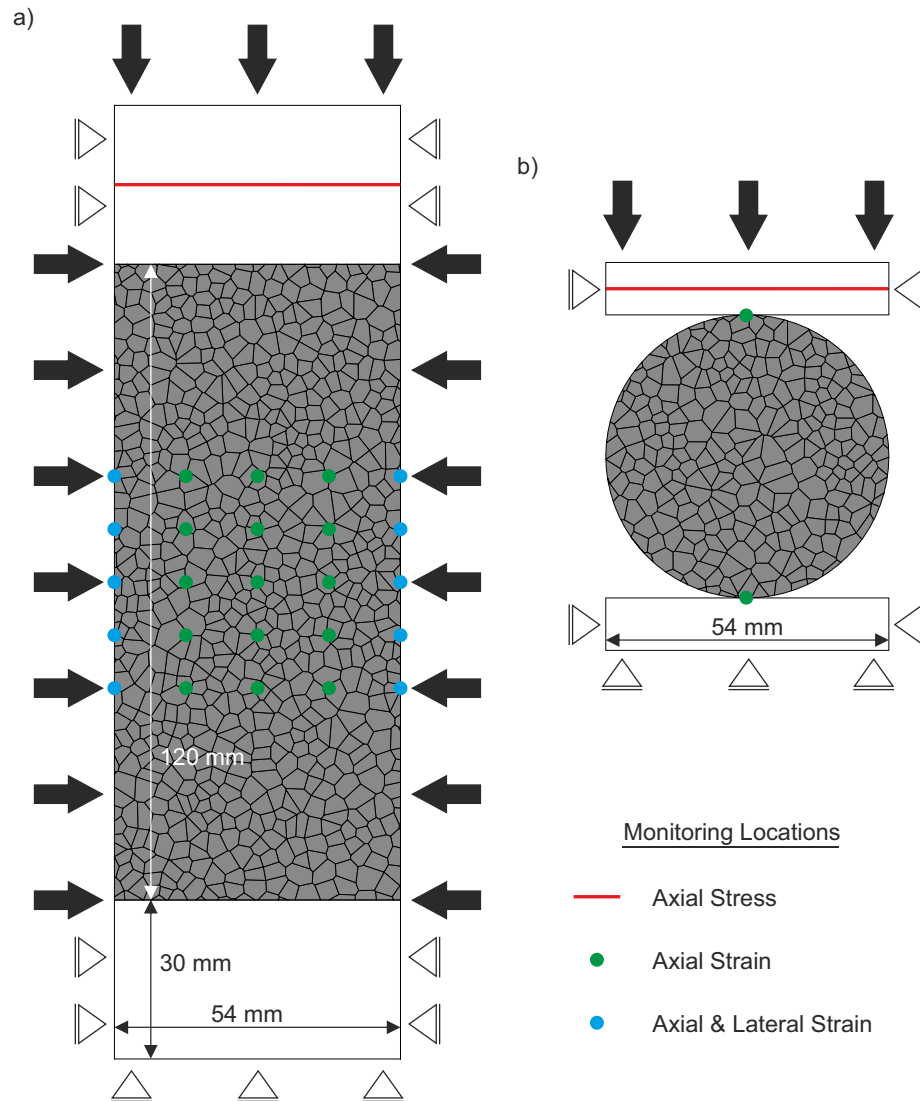 a)
b)
120 mm
30 mm
54 mm
54 mm
Monitoring Locations
Axial Stress
Axial Strain
Axial & Lateral Strain